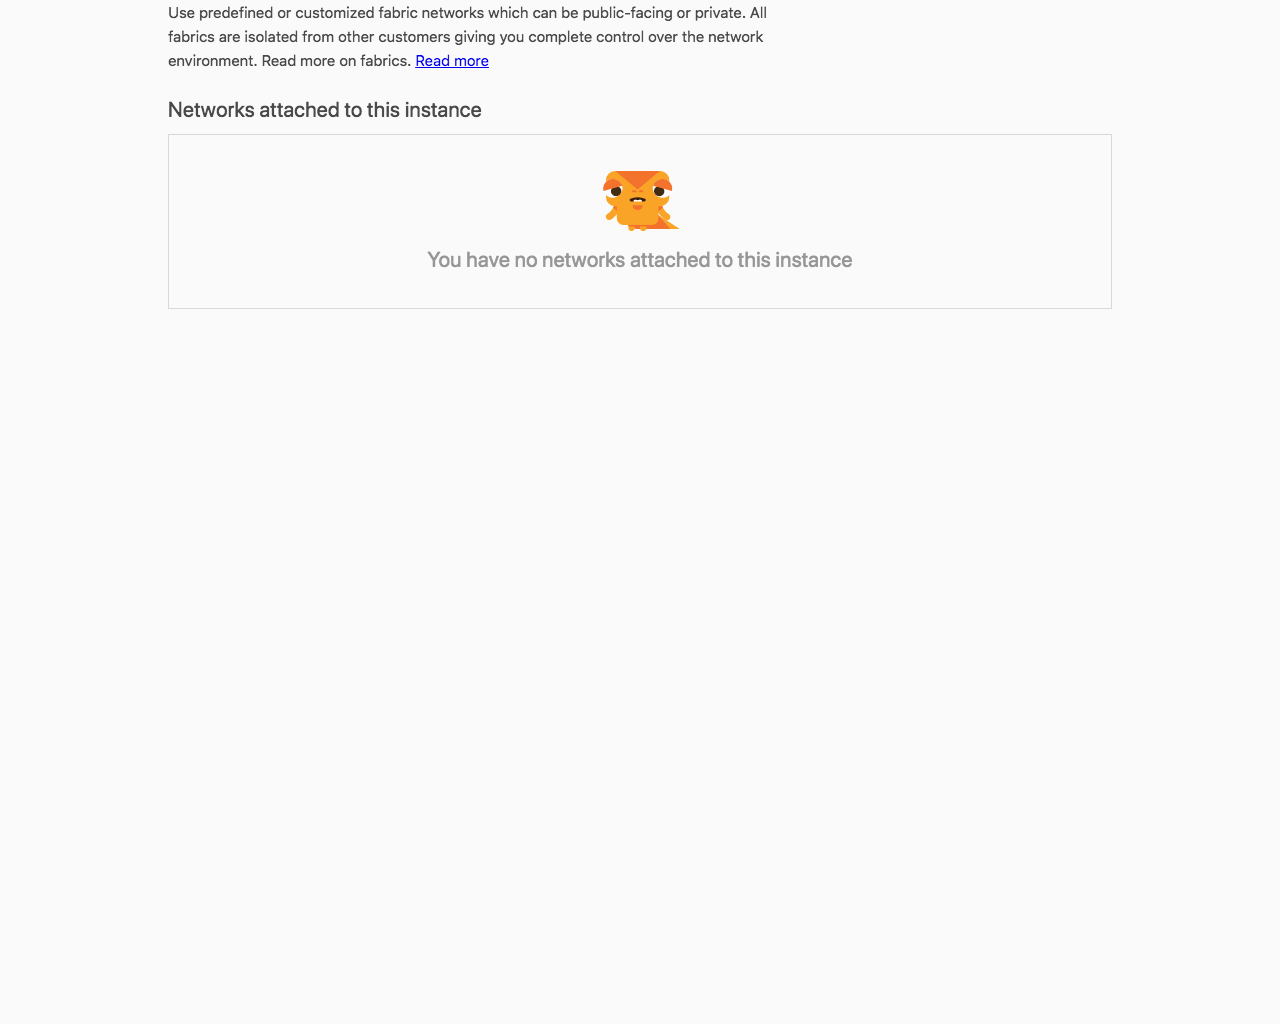 Use predefined or customized fabric networks which can be public-facing or private. All
fabrics are isolated from other customers giving you complete control over the network
environment. Read more on fabrics. Read more
Networks attached to this instance
You have no networks attached to this instance